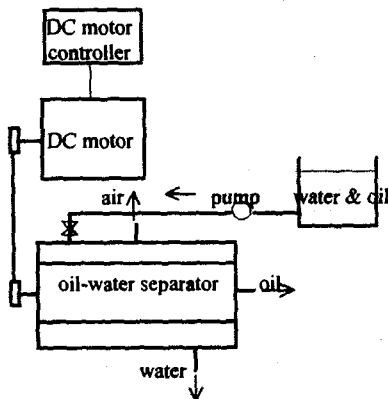 DC motor
controller
DC motor
air
pump
water & oil
oil-water separator
oil
water